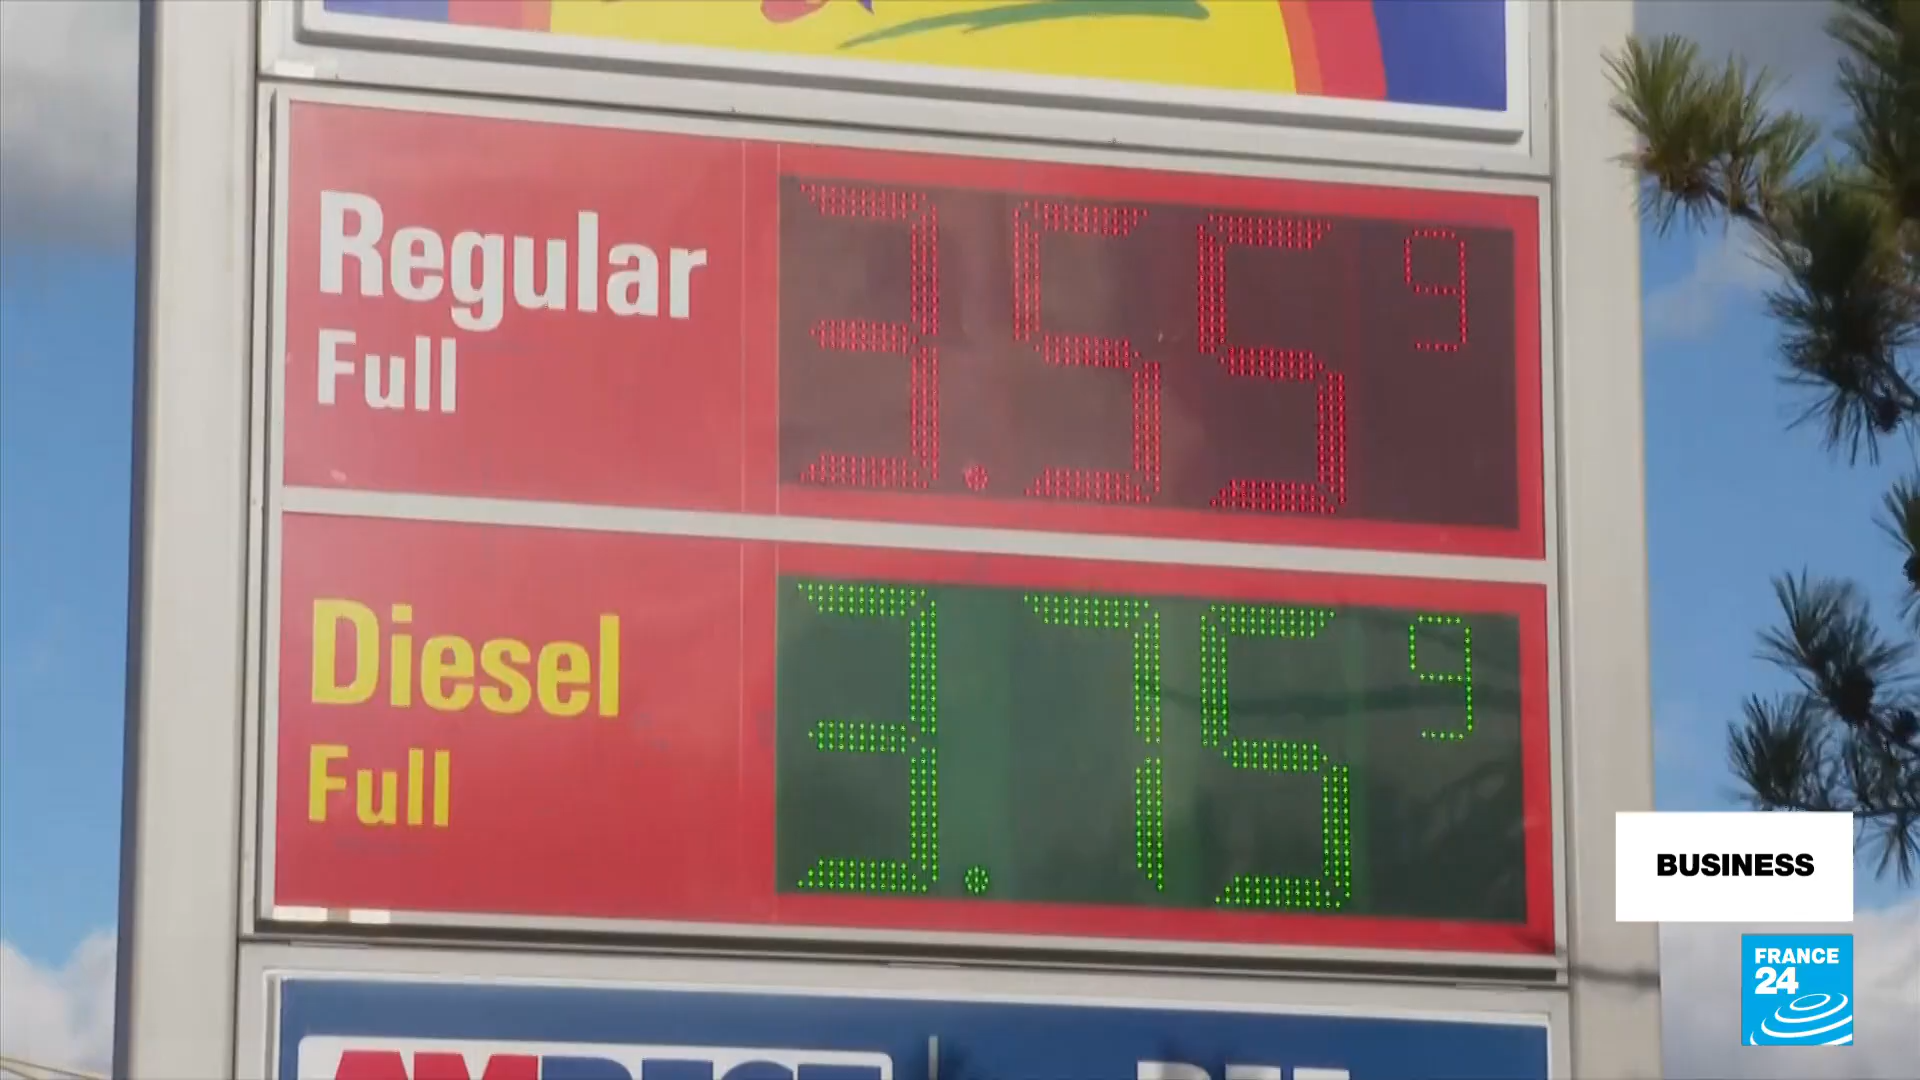 Regular
Full
3.55 9
Diesel
Full
3.75 9
BUSINESS
FRANCE
24